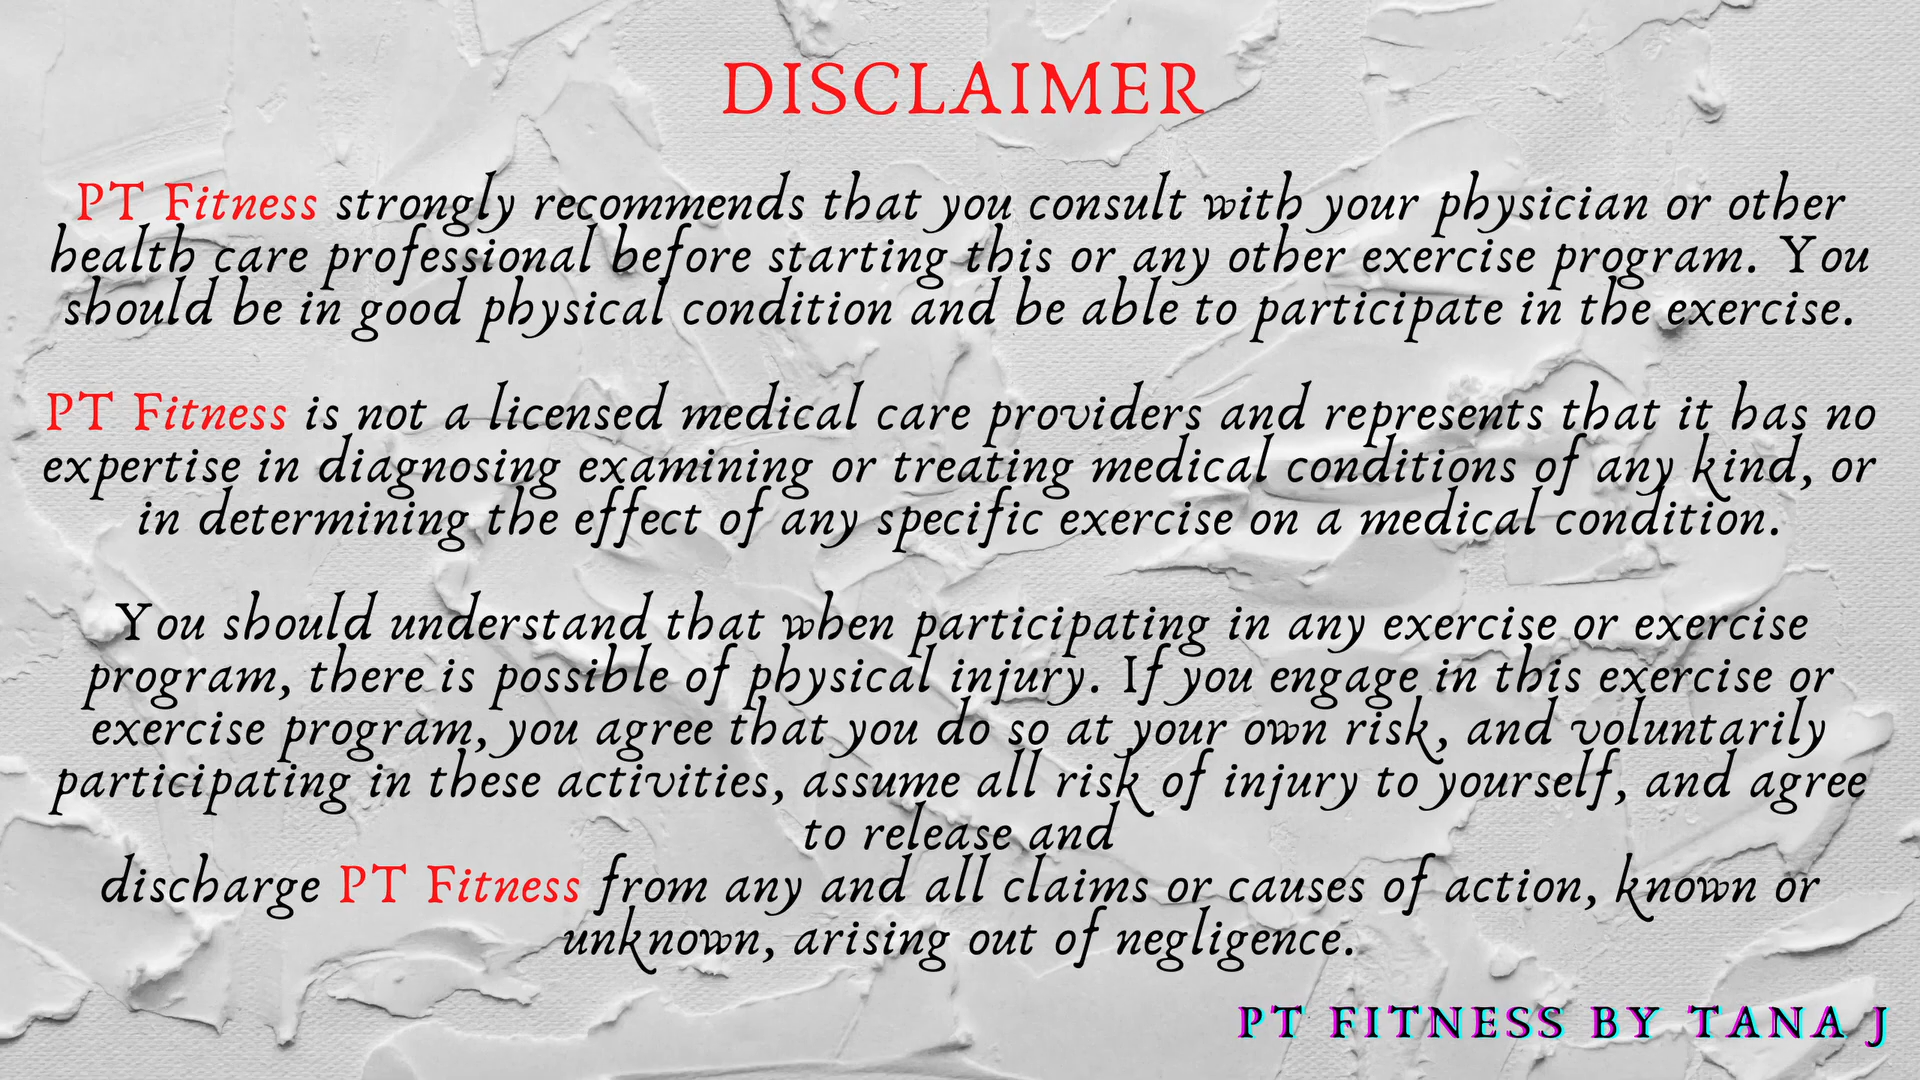 DISCLAIMER
PT Fitness strongly recommends that you consult with your physician or other
health care professional before starting this or any other exercise program. You
should be in good physical condition and be able to participate in the exercise.
PT Fitness is not a licensed medical care providers and represents that it has no
expertise in diagnosing examining or treating medical conditions of any kind, or
in determining the effect of any specific exercise on a medical condition.
You should understand that when participating in any exercise or exercise
program, there is possible of physical injury. If you engage in this exercise or
exercise program, you agree that you do so at your own risk, and voluntarily
participating in these activities, assume all risk of injury to yourself, and agree
to release and
discharge PT Fitness from any and all claims or causes of action, known or
unknown, arising out of negligence.
PT FITNESS BY TANA J